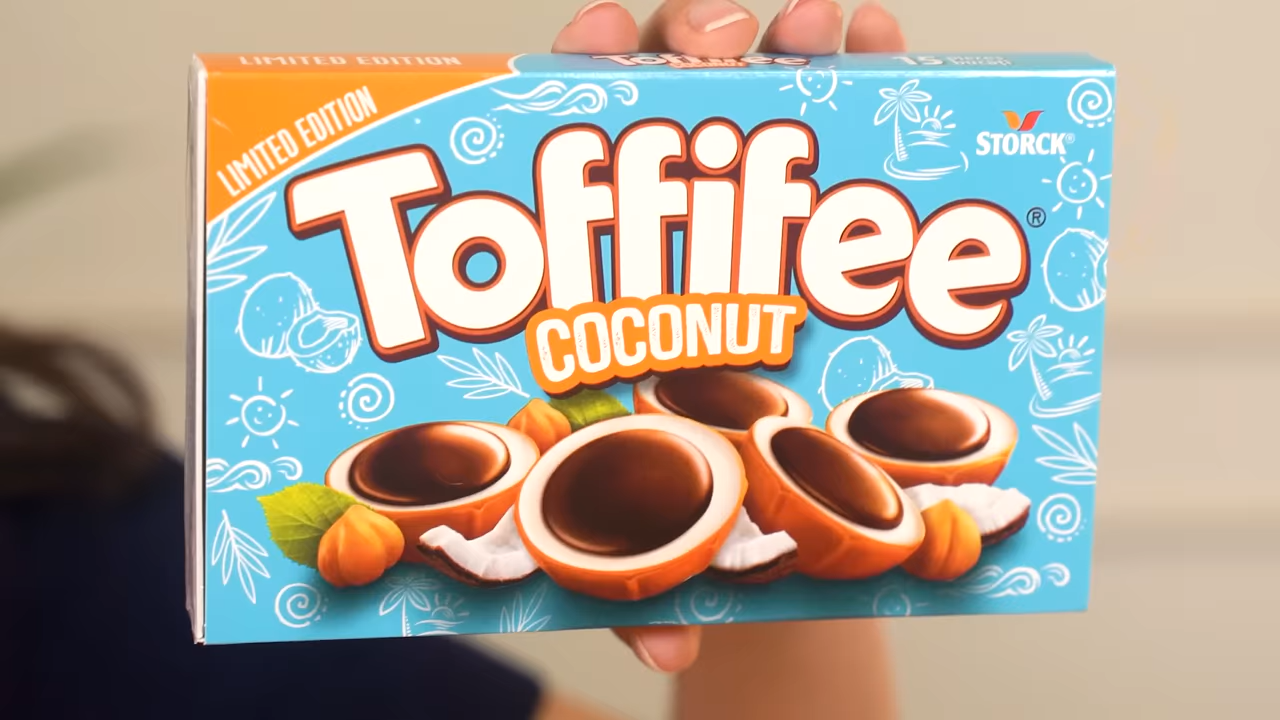 LIMITED EDITION
Toffifee
15
LIMITED EDITION
STORCK®
Toffifee®
COCONUT